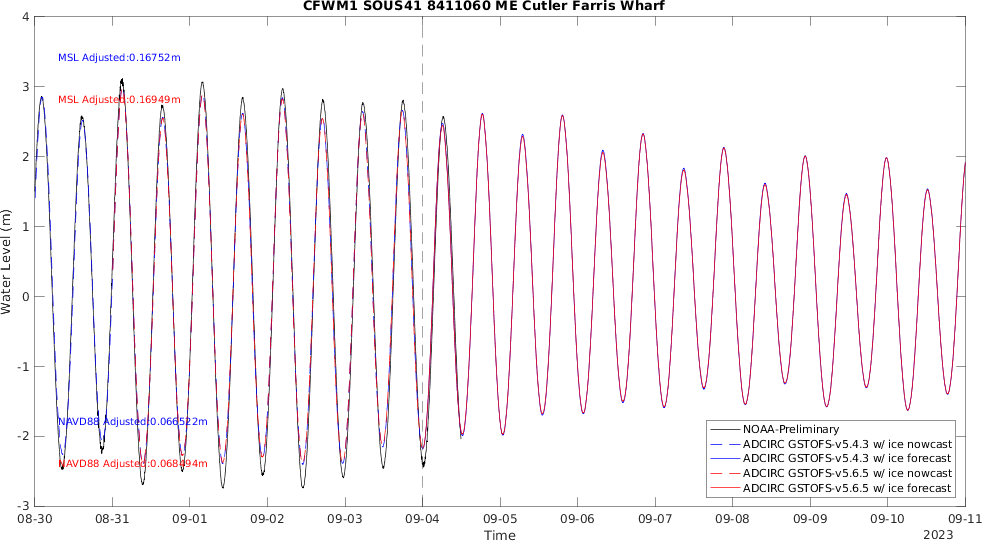 CFWM1 SOUS41 8411060 ME Cutler Farris Wharf
4
3
2
1
0
-1
-2
-3
Water Level (m)
MSL Adjusted:0.16752m
MSL Adjusted:0.16949m
NAVD88 Adjusted:0.066522m
NAVD88 Adjusted:0.068494m
NOAA-Preliminary
ADCIRC GSTOFS-v5.4.3 w/ ice nowcast
ADCIRC GSTOFS-v5.4.3 w/ ice forecast
ADCIRC GSTOFS-v5.6.5 w/ ice nowcast
ADCIRC GSTOFS-v5.6.5 w/ ice forecast
08-30 08-31 09-01 09-02 09-03 09-04 09-05 09-06 09-07 09-08 09-09 09-10 09-11
Time
2023